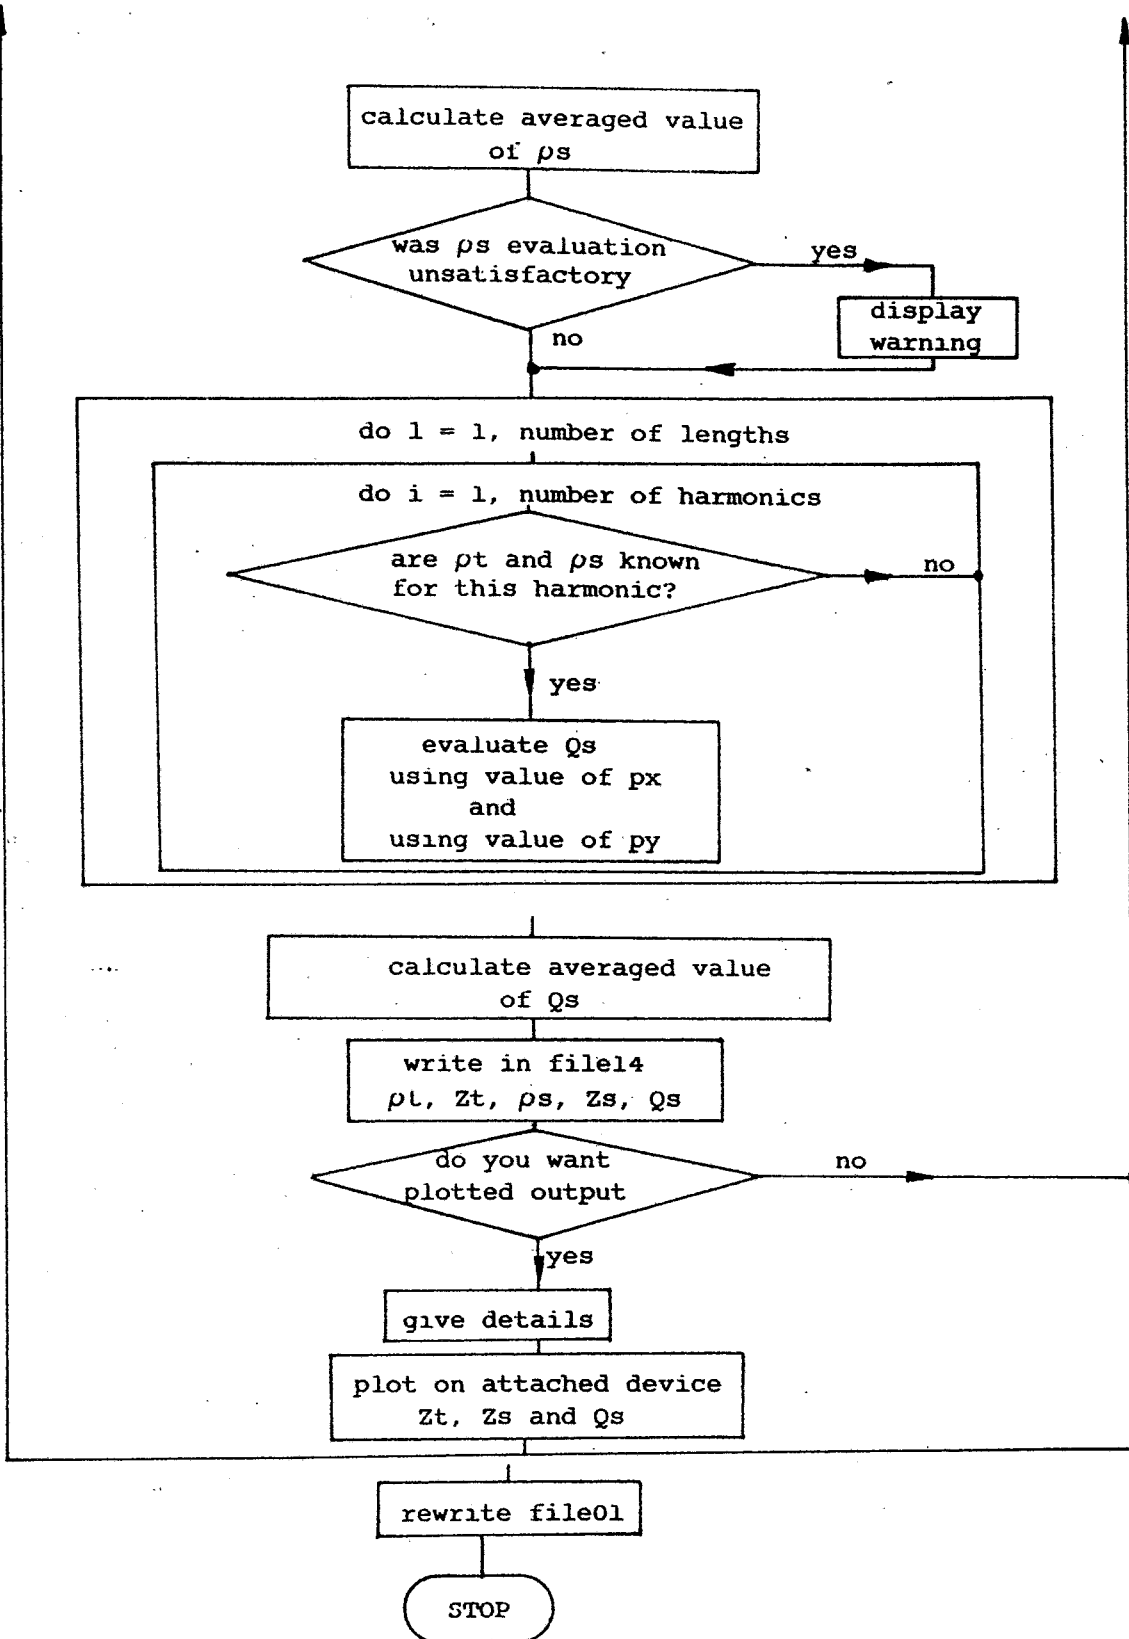 calculate averaged value
of ρs
was ρs evaluation
unsatisfactory
yes
display
warning
no
do l = 1, number of lengths
do i = 1, number of harmonics
are ρt and ρs known
for this harmonic?
no
yes
evaluate Qs
using value of px
and
using value of py
calculate averaged value
of Qs
write in file14
ρt, Zt, ρs, Zs, Qs
do you want
plotted output
no
yes
give details
plot on attached device
Zt, Zs and Qs
rewrite file01
STOP